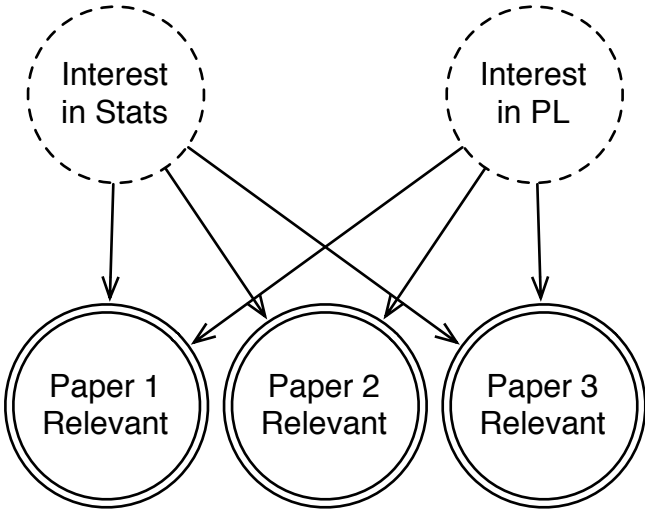 Interest
in Stats
Interest
in PL
Paper 1
Relevant
Paper 2
Relevant
Paper 3
Relevant